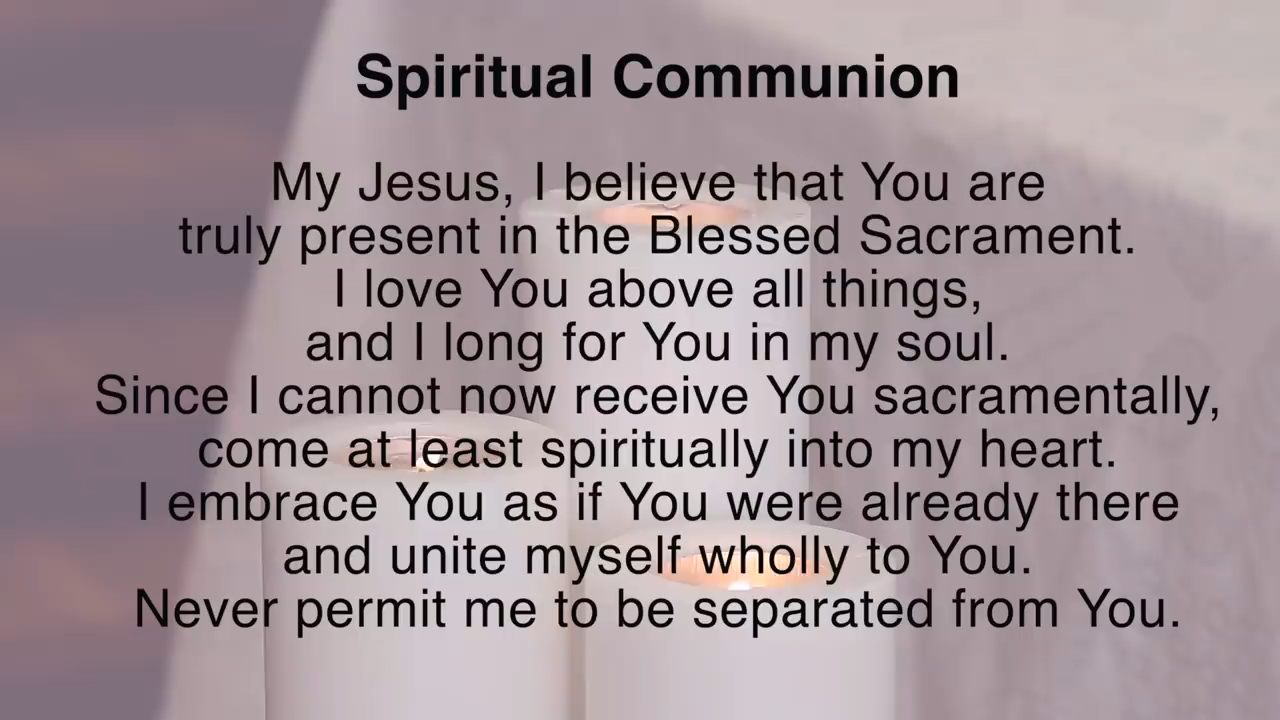 Spiritual Communion
My Jesus, I believe that You are
truly present in the Blessed Sacrament.
I love You above all things,
and I long for You in my soul.
Since I cannot now receive You sacramentally,
come at least spiritually into my heart.
I embrace You as if You were already there
and unite myself wholly to You.
Never permit me to be separated from You.